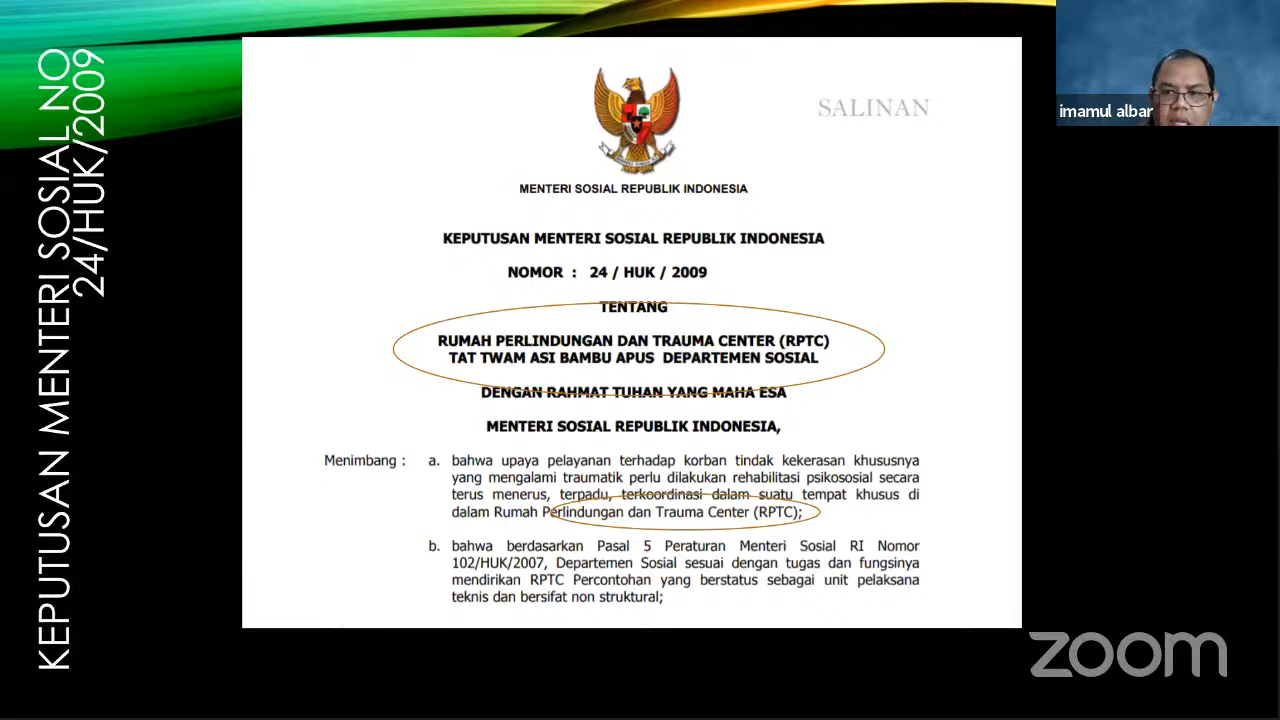 KEPUTUSAN MENTERI SOSIAL NO
24/HUK/2009
SALINAN
MENTERI SOSIAL REPUBLIK INDONESIA
KEPUTUSAN MENTERI SOSIAL REPUBLIK INDONESIA
NOMOR : 24 / HUK / 2009
TENTANG
RUMAH PERLINDUNGAN DAN TRAUMA CENTER (RPTC)
TAT TWAM ASI BAMBU APUS DEPARTEMEN SOSIAL
DENGAN RAHMAT TUHAN YANG MAHA ESA
MENTERI SOSIAL REPUBLIK INDONESIA,
Menimbang : a. bahwa upaya pelayanan terhadap korban tindak kekerasan khususnya
yang mengalami traumatik perlu dilakukan rehabilitasi psikososial secara
terus menerus, terpadu, terkoordinasi dalam suatu tempat khusus di
dalam Rumah Perlindungan dan Trauma Center (RPTC);
b. bahwa berdasarkan Pasal 5 Peraturan Menteri Sosial RI Nomor
102/HUK/2007, Departemen Sosial sesuai dengan tugas dan fungsinya
mendirikan RPTC Percontohan yang berstatus sebagai unit pelaksana
teknis dan bersifat non struktural;
imamul albar
zoom